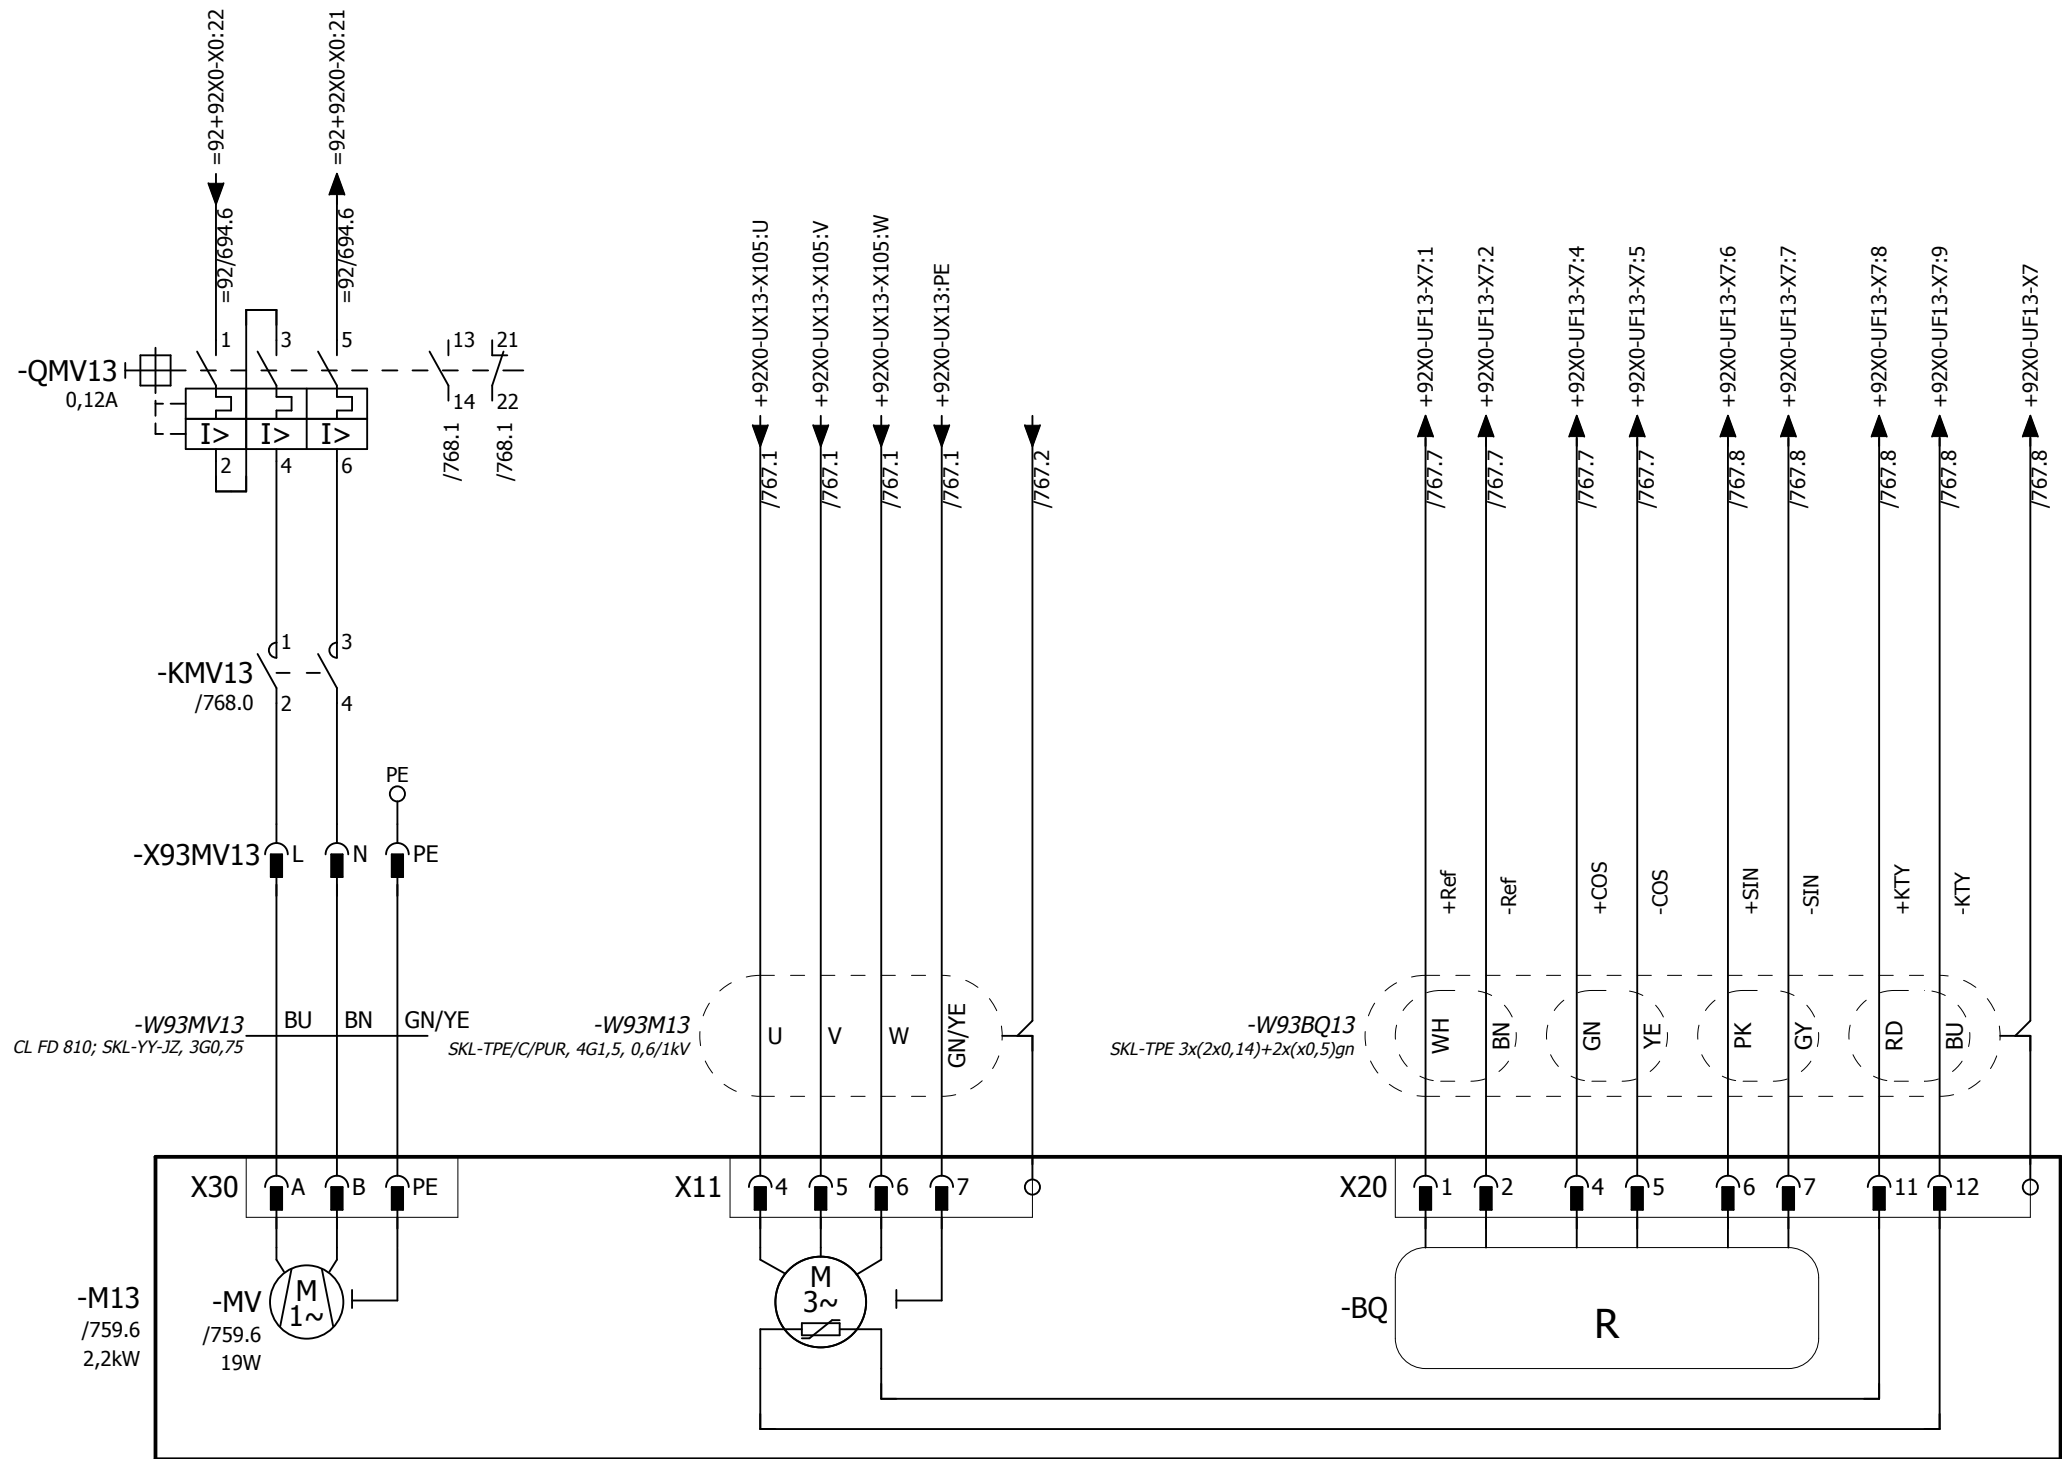 =92+92X0-X0:22
=92+92X0-X0:21
=92/694.6
=92/694.6
+92X0-UX13-X105:U
+92X0-UX13-X105:V
+92X0-UX13-X105:W
+92X0-UX13:PE
+92X0-UF13-X7:1
+92X0-UF13-X7:2
+92X0-UF13-X7:4
+92X0-UF13-X7:5
+92X0-UF13-X7:6
+92X0-UF13-X7:7
+92X0-UF13-X7:8
+92X0-UF13-X7:9
+92X0-UF13-X7
1 3 5 13 21
-QMV13
0,12A
14 22
I> I> I>
2 4 6
/768.1 /768.1
/767.1 /767.1 /767.1 /767.1 /767.2
/767.7 /767.7 /767.7 /767.7 /767.8 /767.8 /767.8 /767.8 /767.8
1 3
-KMV13
/768.0 2 4
PE
-X93MV13 L N PE
+Ref -Ref +COS -COS +SIN -SIN +KTY -KTY
-W93MV13 BU BN GN/YE
CL FD 810; SKL-YY-JZ, 3G0,75
-W93M13 U V W GN/YE
SKL-TPE/C/PUR, 4G1,5, 0,6/1kV
-W93BQ13 WH BN GN YE PK GY RD BU
SKL-TPE 3x(2x0,14)+2x(x0,5)gn
X30 A B PE
X11 4 5 6 7
X20 1 2 4 5 6 7 11 12
-M13
/759.6
2,2kW
-MV
/759.6
19W
M
1~
M
3~
-BQ
R